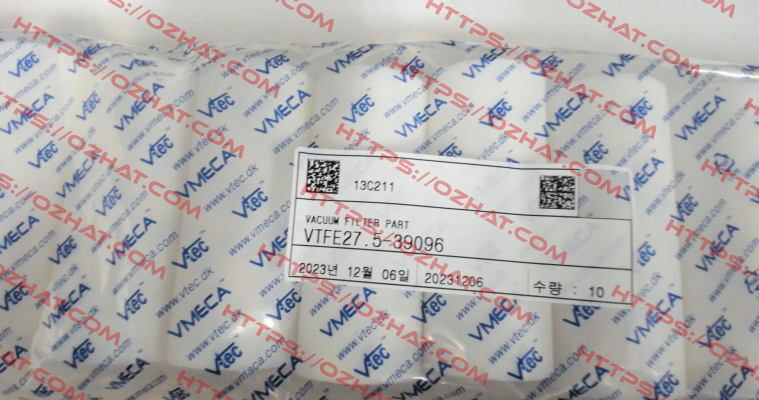 13C211
VACUUM FILTER PART
VTFE27.5-39096
2023년 12월 06일 20231206 수량 : 10
Vtec™
VMECA
www.vmeca.com
www.vtec.dk
HTTPS://OZHAT.COM